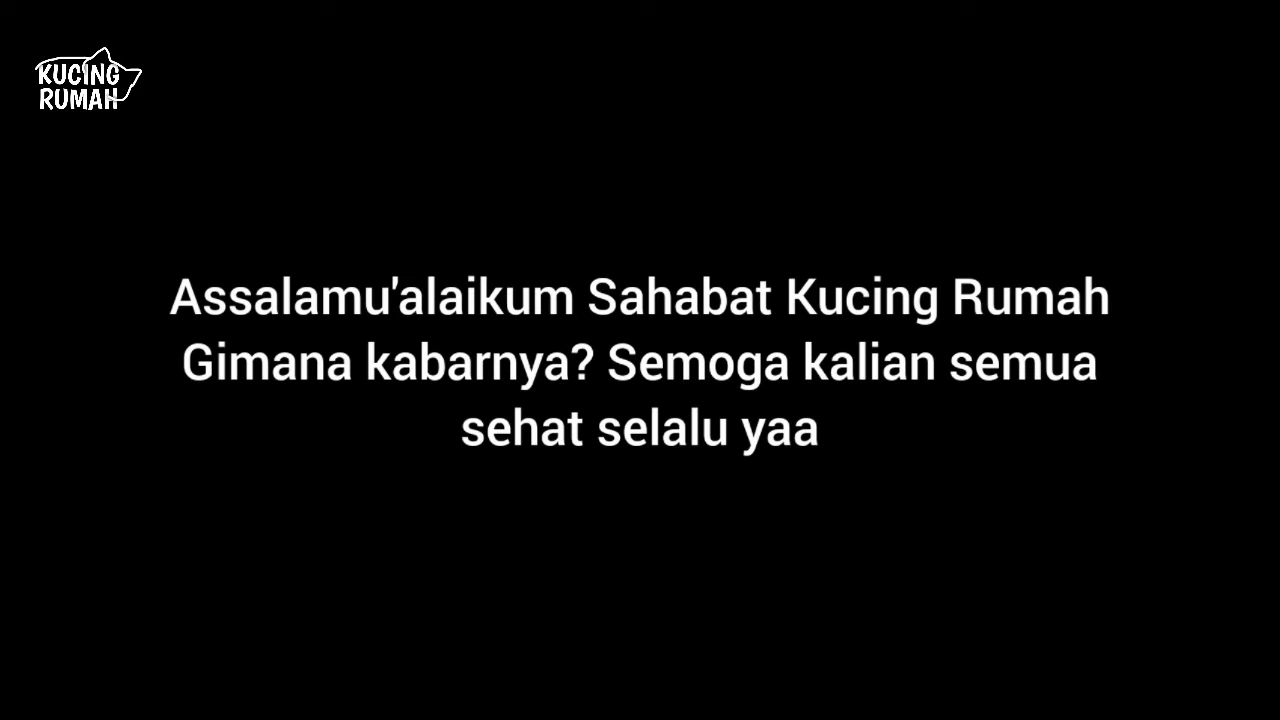 KUCING
RUMAH
Assalamu'alaikum Sahabat Kucing Rumah
Gimana kabarnya? Semoga kalian semua
sehat selalu yaa